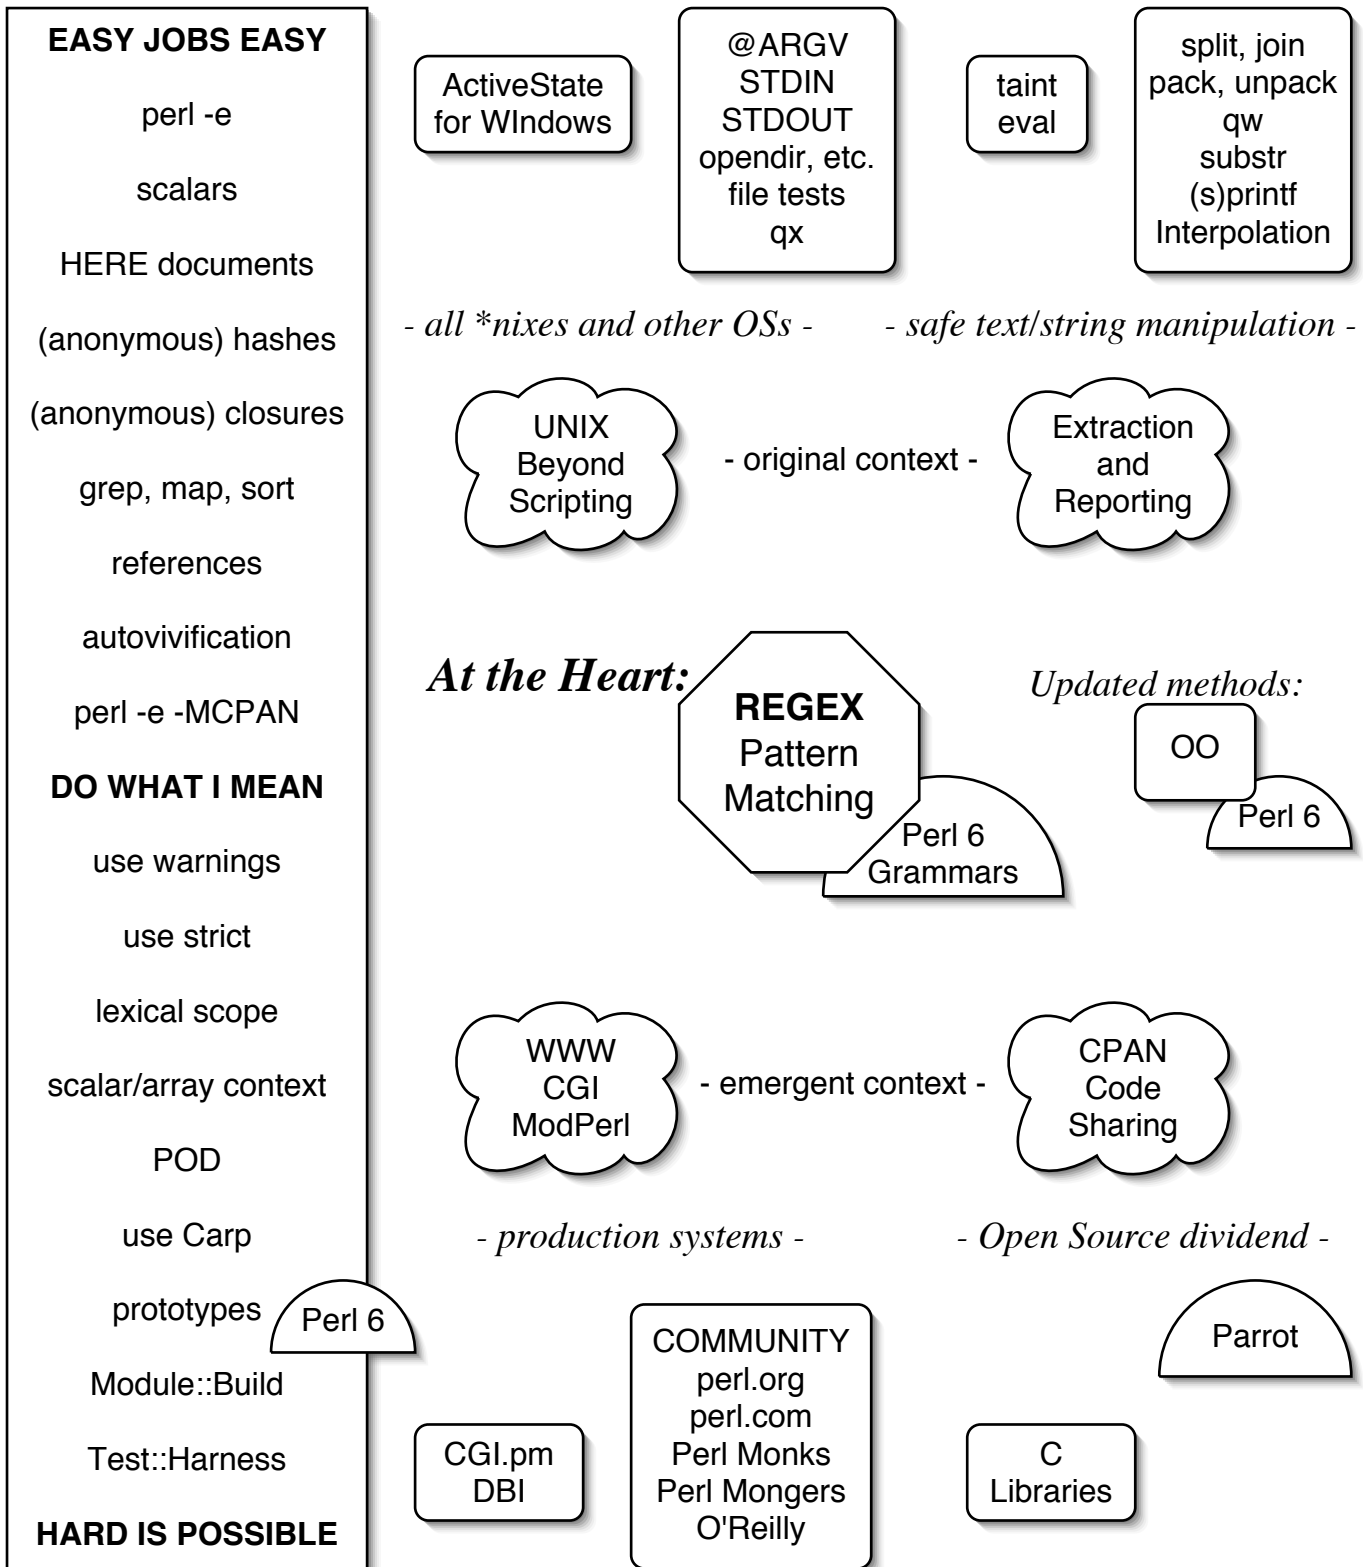 EASY JOBS EASY
perl -e
scalars
HERE documents
(anonymous) hashes
(anonymous) closures
grep, map, sort
references
autovivification
perl -e -MCPAN
DO WHAT I MEAN
use warnings
use strict
lexical scope
scalar/array context
POD
use Carp
prototypes
Perl 6
Module::Build
Test::Harness
HARD IS POSSIBLE
ActiveState
for WIndows
@ARGV
STDIN
STDOUT
opendir, etc.
file tests
qx
taint
eval
split, join
pack, unpack
qw
substr
(s)printf
Interpolation
- all *nixes and other OSs -
- safe text/string manipulation -
UNIX
Beyond
Scripting
- original context -
Extraction
and
Reporting
At the Heart:
REGEX
Pattern
Matching
Perl 6
Grammars
Updated methods:
OO
Perl 6
WWW
CGI
ModPerl
- emergent context -
CPAN
Code
Sharing
- production systems -
- Open Source dividend -
CGI.pm
DBI
COMMUNITY
perl.org
perl.com
Perl Monks
Perl Mongers
O'Reilly
Parrot
C
Libraries